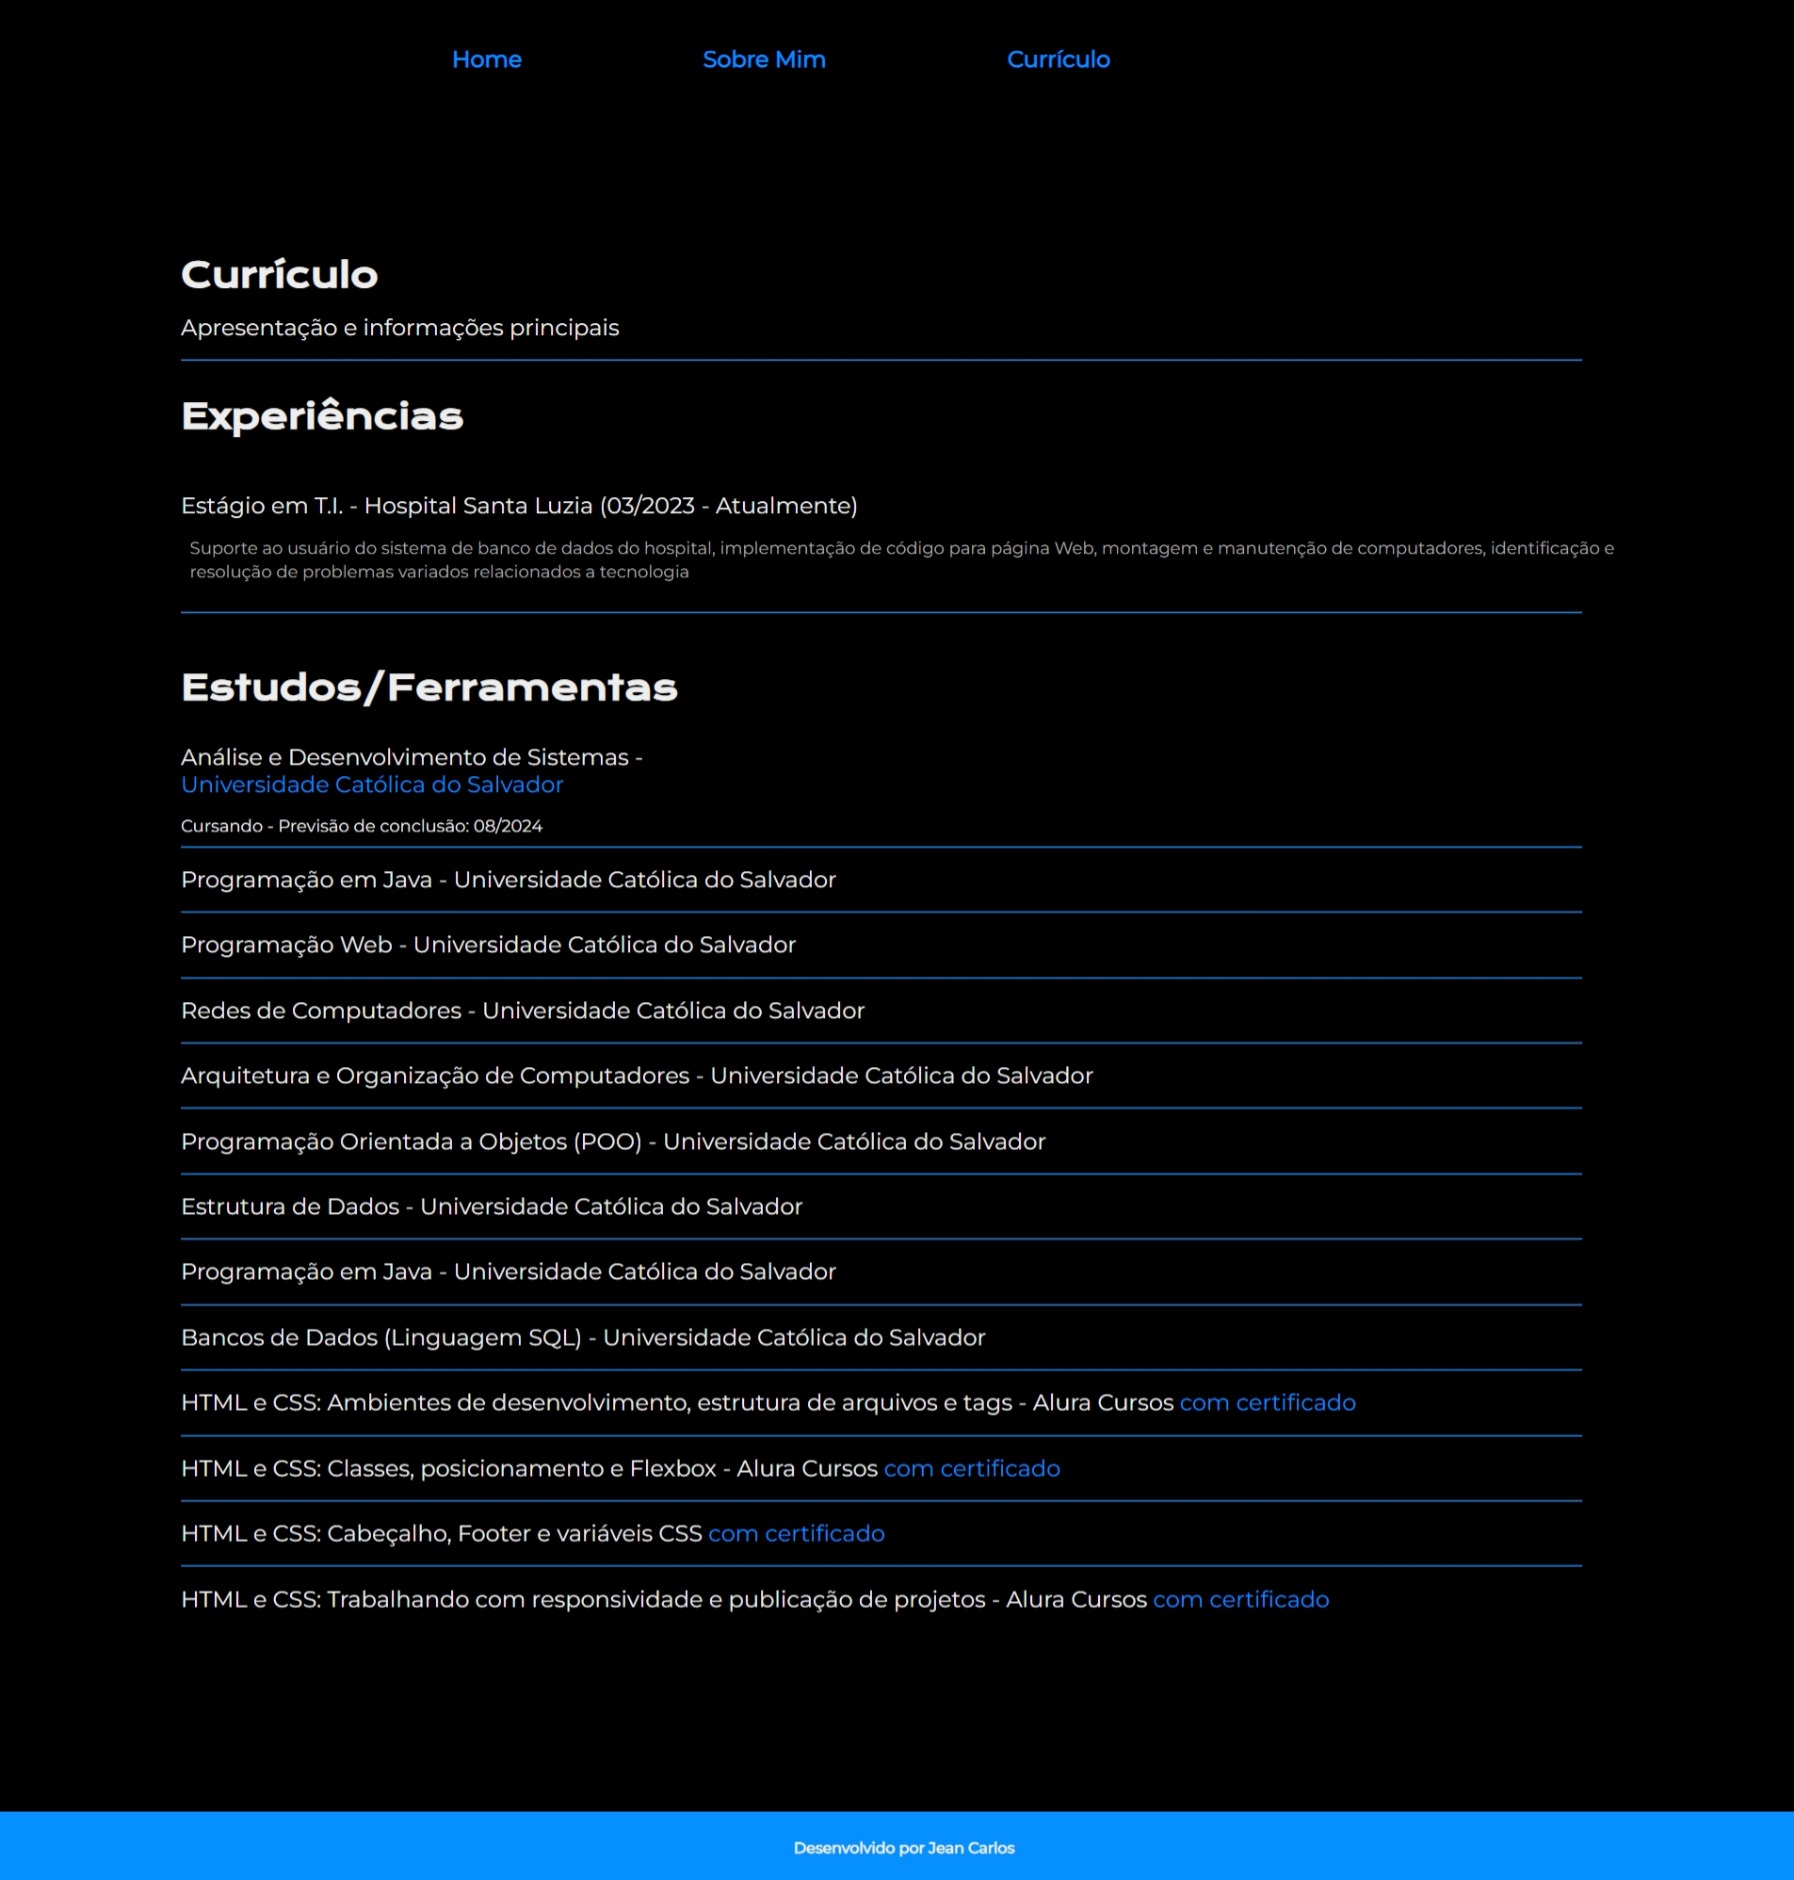 Home Sobre Mim Currículo
Currículo
Apresentação e informações principais
Experiências
Estágio em T.I. - Hospital Santa Luzia (03/2023 - Atualmente)
Suporte ao usuário do sistema de banco de dados do hospital, implementação de código para página Web, montagem e manutenção de computadores, identificação e
resolução de problemas variados relacionados a tecnologia
Estudos/Ferramentas
Análise e Desenvolvimento de Sistemas -
Universidade Católica do Salvador
Cursando - Previsão de conclusão: 08/2024
Programação em Java - Universidade Católica do Salvador
Programação Web - Universidade Católica do Salvador
Redes de Computadores - Universidade Católica do Salvador
Arquitetura e Organização de Computadores - Universidade Católica do Salvador
Programação Orientada a Objetos (POO) - Universidade Católica do Salvador
Estrutura de Dados - Universidade Católica do Salvador
Programação em Java - Universidade Católica do Salvador
Bancos de Dados (Linguagem SQL) - Universidade Católica do Salvador
HTML e CSS: Ambientes de desenvolvimento, estrutura de arquivos e tags - Alura Cursos com certificado
HTML e CSS: Classes, posicionamento e Flexbox - Alura Cursos com certificado
HTML e CSS: Cabeçalho, Footer e variáveis CSS com certificado
HTML e CSS: Trabalhando com responsividade e publicação de projetos - Alura Cursos com certificado
Desenvolvido por Jean Carlos